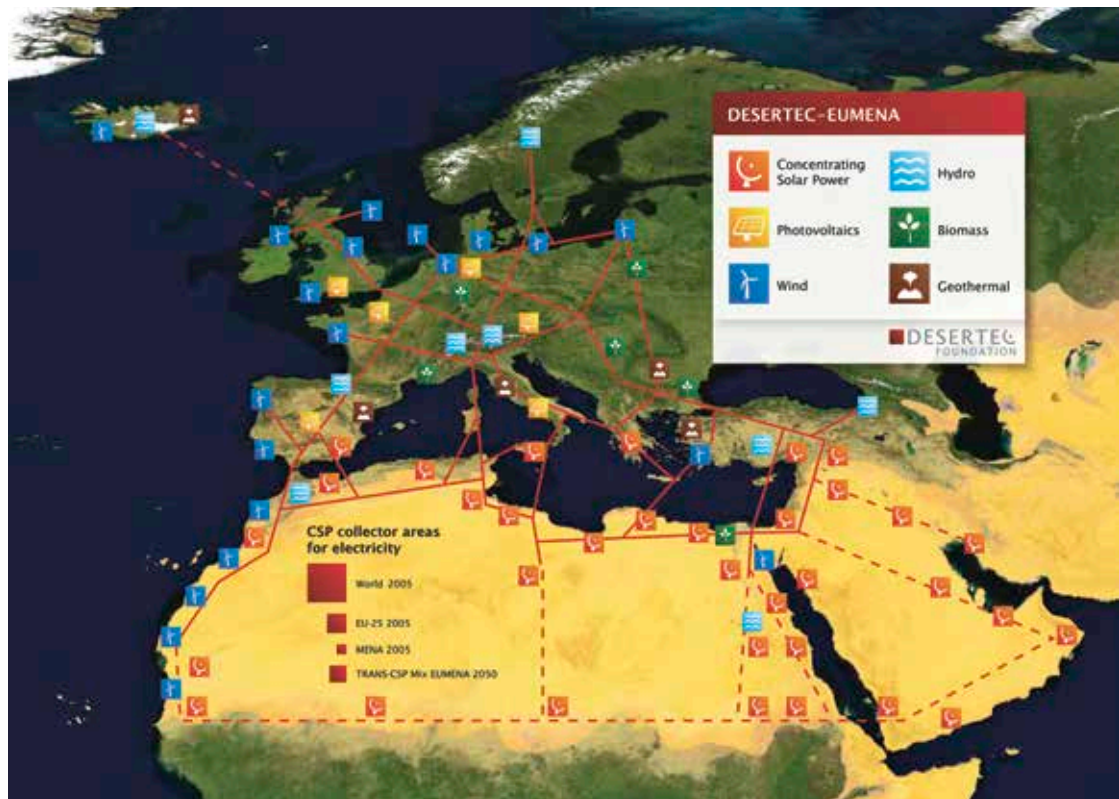 DESERTEC-EUMENA
Concentrating
Solar Power
Hydro
Photovoltaics
Biomass
Wind
Geothermal
DESERTEC
FOUNDATION
CSP collector areas
for electricity
World 2005
EU-25 2005
MENA 2005
TRANS-CSP Mix EUMENA 2050